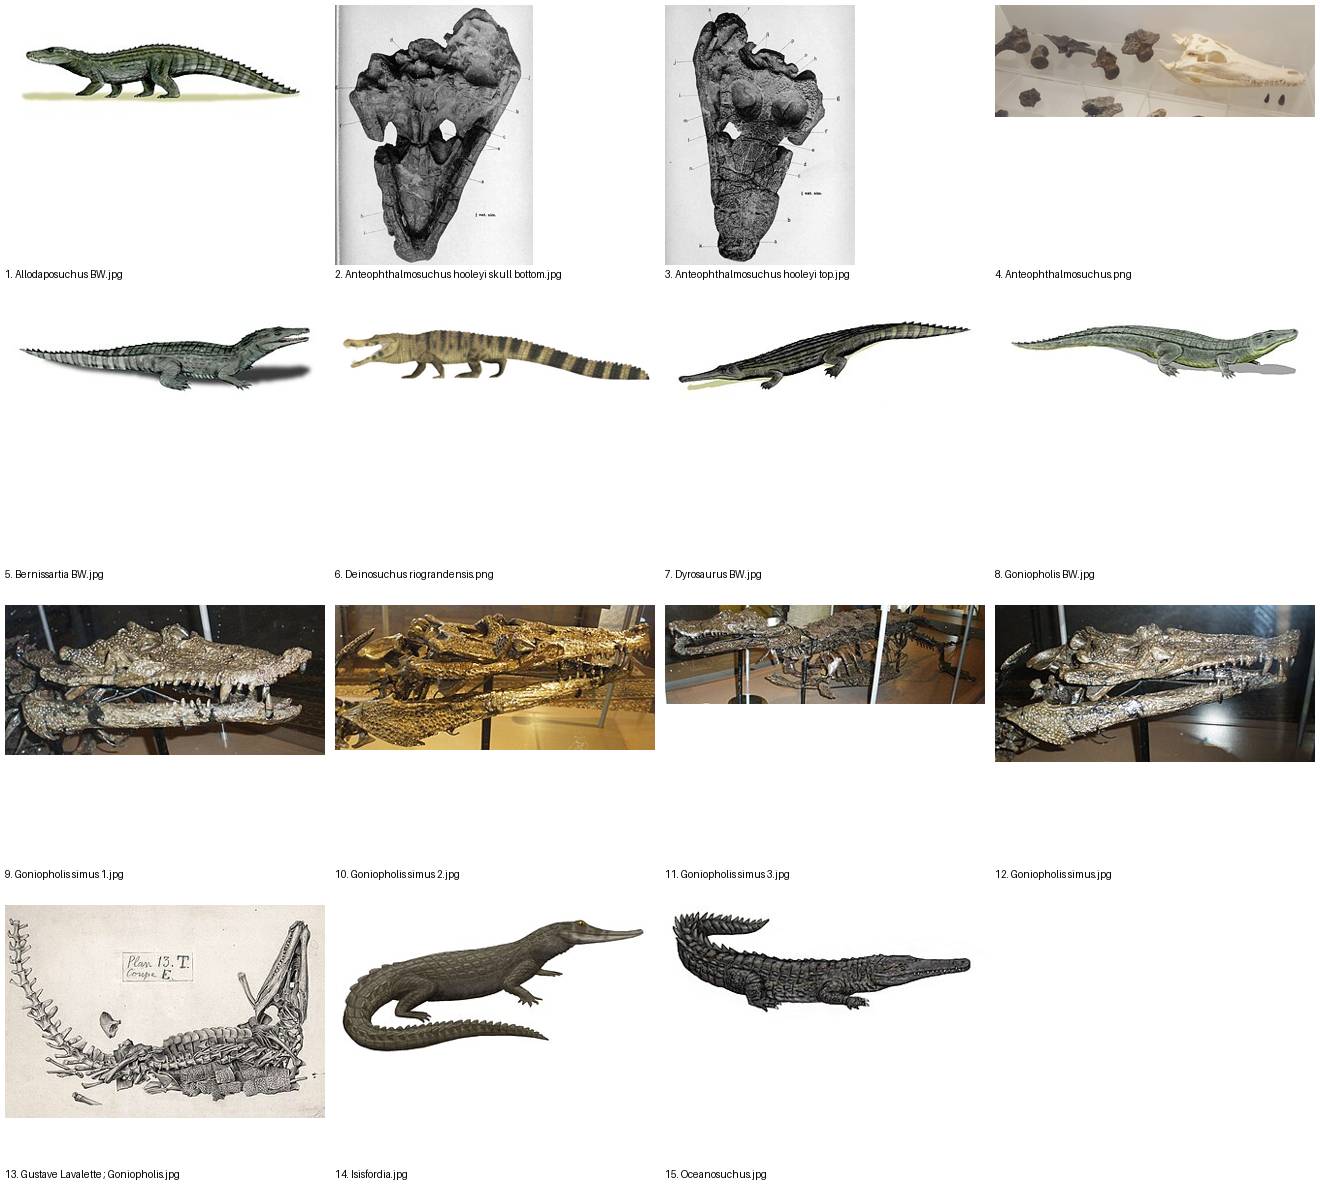 1. Allodaposuchus BW.jpg
2. Anteophthalmosuchus hooleyi skull bottom.jpg
3. Anteophthalmosuchus hooleyi top.jpg
4. Anteophthalmosuchus.png
5. Bernissartia BW.jpg
6. Deinosuchus riograndensis.png
7. Dyrosaurus BW.jpg
8. Goniopholis BW.jpg
9. Goniopholis simus 1.jpg
10. Goniopholis simus 2.jpg
11. Goniopholis simus 3.jpg
12. Goniopholis simus.jpg
Plan 13. T.
Coupe E.
13. Gustave Lavalette ; Goniopholis.jpg
14. Isisfordia.jpg
15. Oceanosuchus.jpg